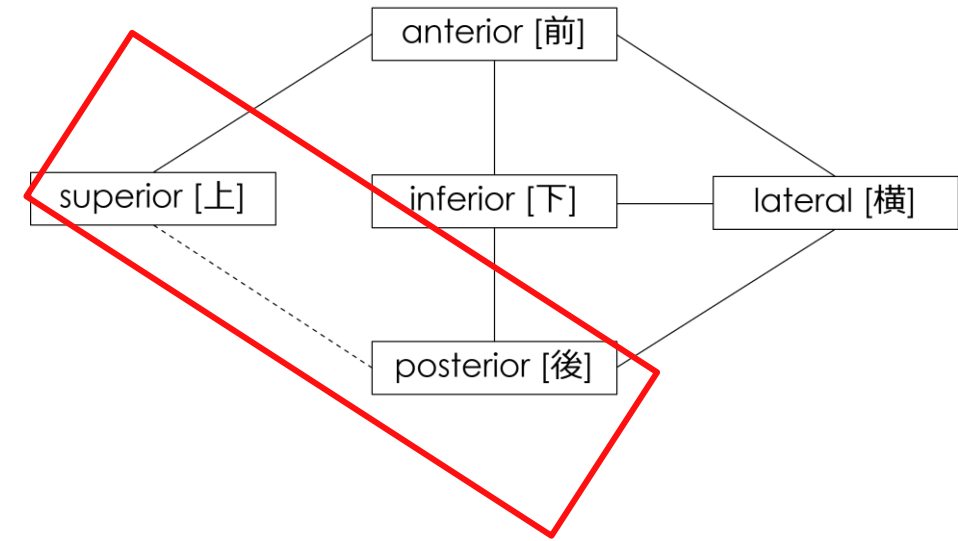 anterior [前]
superior [上]
inferior [下]
lateral [横]
posterior [後]